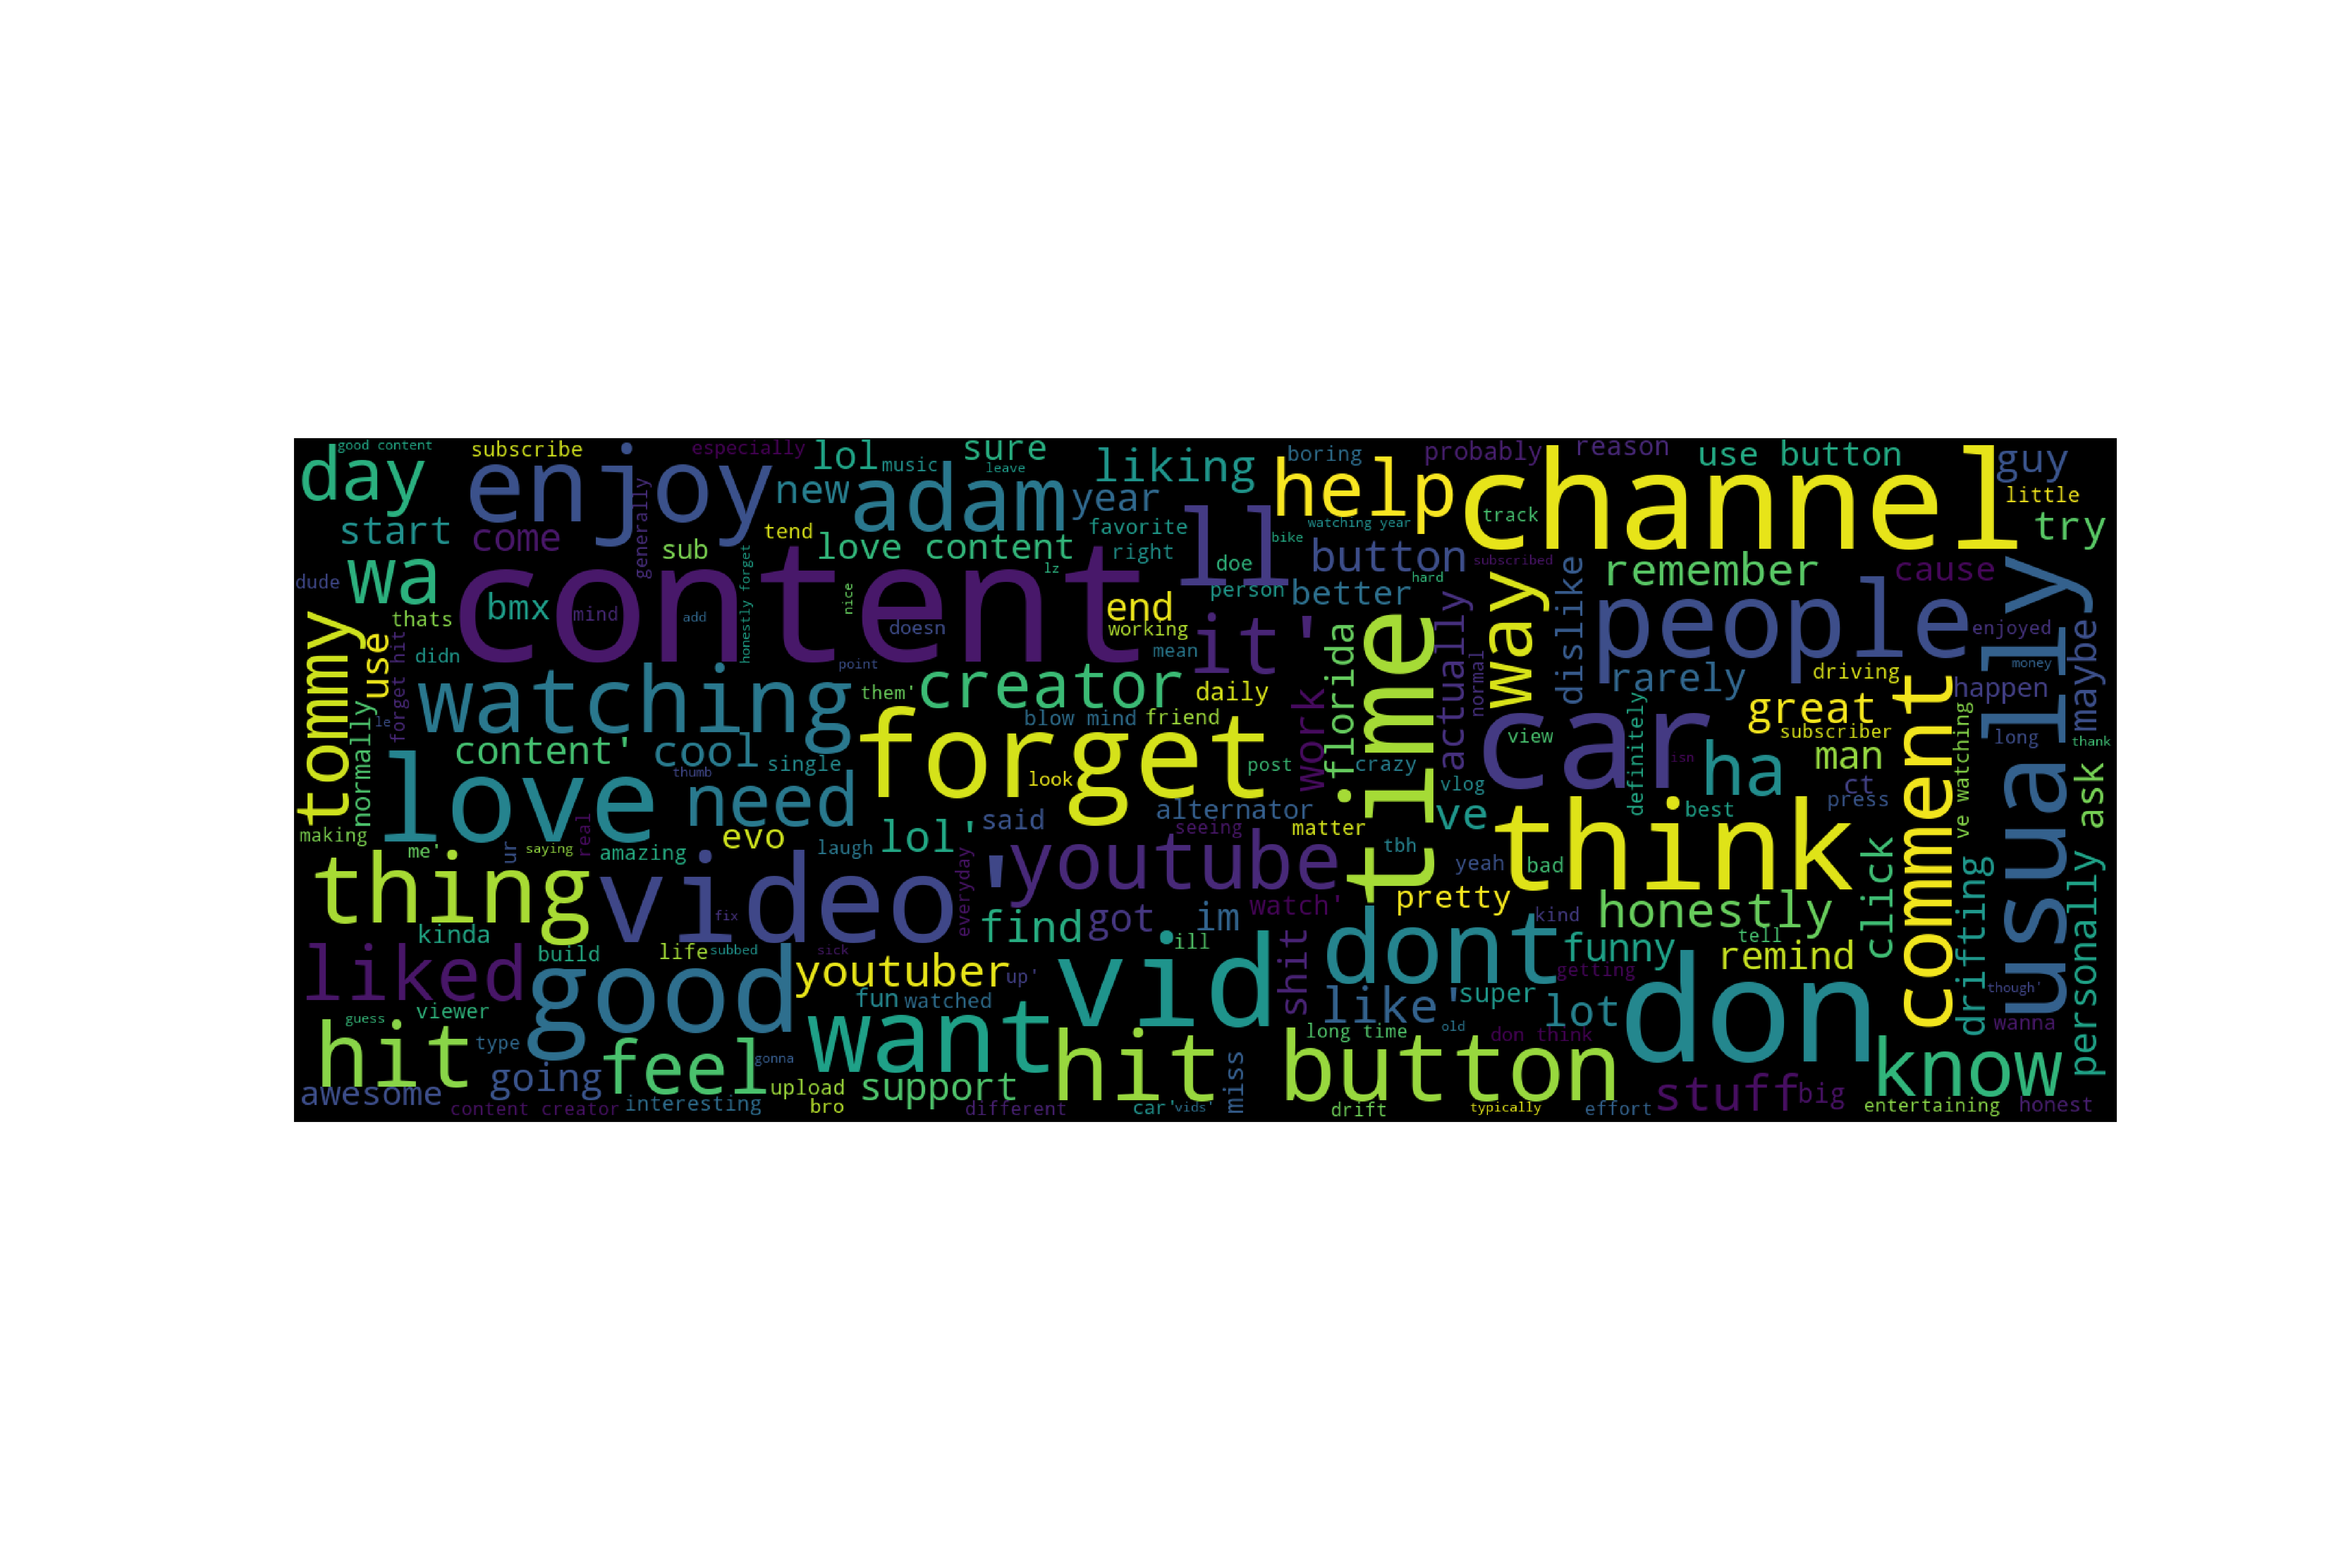 good content
day
subscribe
enjoy
especially
generally
lol
music
new
sure
leave
adam
liking
year
boring
help
probably
reason
channel
use button
guy
little
try
start
come
sub
tend
love content
favorite
right
watching year
bike
track
ll
button
subscribed
remember
cause
wa
dude
thats
bmx
mind
content
add
honestly forget
nice
lz
doe
person
better
hard
end
working
mean
doesn
it'
way
dislike
people
enjoyed
usually
maybe
tommy
use
normally
forget hit
le
didn
watching
point
them'
creator
daily
blow mind
friend
florida
time
work
actually
normal
rarely
definitely
driving
great
subscriber
comment
happen
money
long
thank
ve watching
content'
cool
single
thumb
love
need
forget
look
post
crazy
alternator
vlog
view
car
isn
ha
man
ct
press
ask
making
me'
ur
saying
real
amazing
evo
laugh
lol'
said
seeing
matter
tbh
ve
best
think
thing
video'
fix
everyday
youtube
yeah
bad
click
drifting
personally
kinda
find
got
im
watch'
pretty
kind
honestly
tell
liked
build
life
subbed
sick
youtuber
up'
ill
vid
shit
dont
funny
getting
remind
though'
viewer
good
fun
watched
like'
super
lot
don
wanna
guess
hit
type
want
long time
old
don think
know
feel
gonna
hit
button
awesome
going
upload
support
miss
stuff
big
content creator
interesting
bro
different
car'
vids'
drift
typically
effort
entertaining
honest